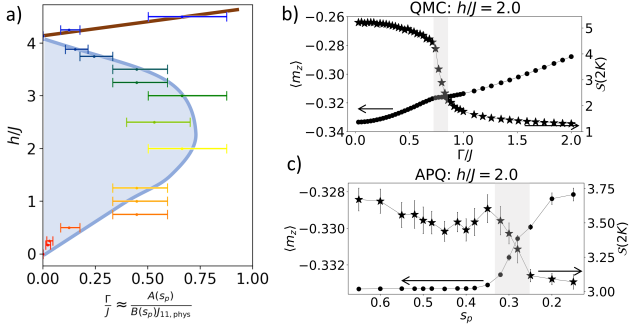 a)
h/J
4
3
2
1
0
0.00 0.25 0.50 0.75 1.00
Γ/J ≈ A(s_p)/B(s_p)J_{11,phys}
b)
QMC: h/J = 2.0
⟨m_z⟩
−0.26
−0.28
−0.30
−0.32
−0.34
5
4
3
2
1
S(2K)
0.0 0.5 1.0 1.5 2.0
Γ/J
c)
APQ: h/J = 2.0
⟨m_z⟩
−0.328
−0.330
−0.332
3.75
3.50
3.25
3.00
S(2K)
0.6 0.5 0.4 0.3 0.2
s_p